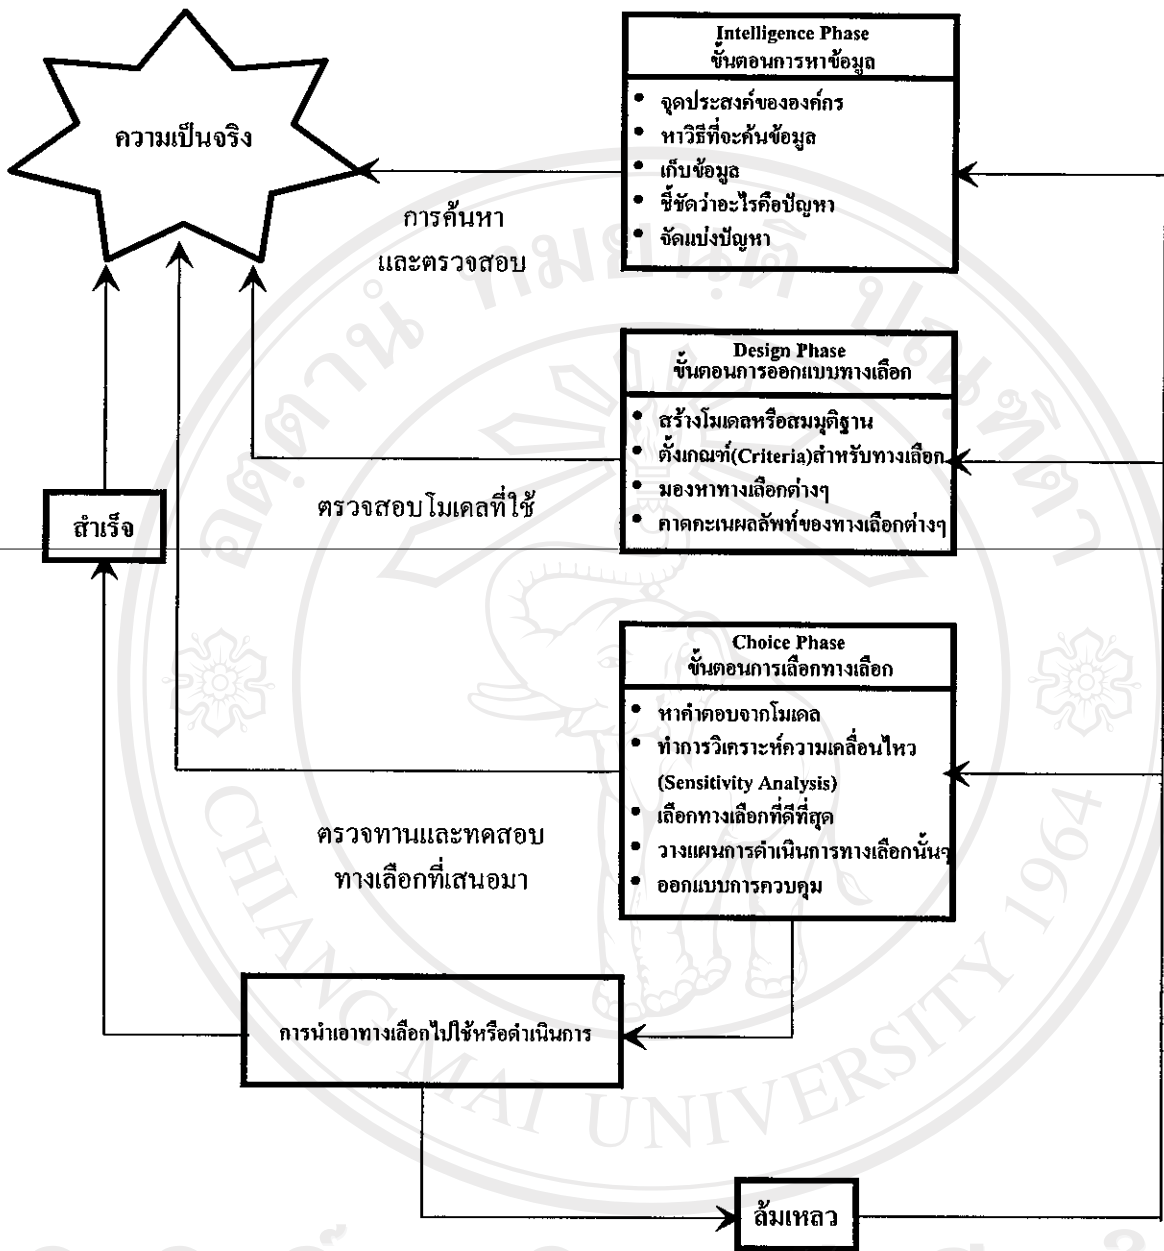 ความเป็นจริง
Intelligence Phase
ขั้นตอนการหาข้อมูล
• จุดประสงค์ขององค์กร
• หาวิธีที่จะค้นข้อมูล
• เก็บข้อมูล
• ชี้ชัดว่าอะไรคือปัญหา
• จัดแบ่งปัญหา
การค้นหา
และตรวจสอบ
Design Phase
ขั้นตอนการออกแบบทางเลือก
• สร้างโมเดลหรือสมมุติฐาน
• ตั้งเกณฑ์(Criteria)สำหรับทางเลือก
• มองหาทางเลือกต่างๆ
• คาดคะเนผลลัพท์ของทางเลือกต่างๆ
ตรวจสอบโมเดลที่ใช้
สำเร็จ
Choice Phase
ขั้นตอนการเลือกทางเลือก
• หาคำตอบจากโมเดล
• ทำการวิเคราะห์ความเคลื่อนไหว
(Sensitivity Analysis)
• เลือกทางเลือกที่ดีที่สุด
• วางแผนการดำเนินการทางเลือกนั้นๆ
• ออกแบบการควบคุม
ตรวจทานและทดสอบ
ทางเลือกที่เสนอมา
การนำเอาทางเลือกไปใช้หรือดำเนินการ
ล้มเหลว
อตฺตานํ ทมยนฺติ ปณฺฑิตา
CHIANG MAI UNIVERSITY 1964